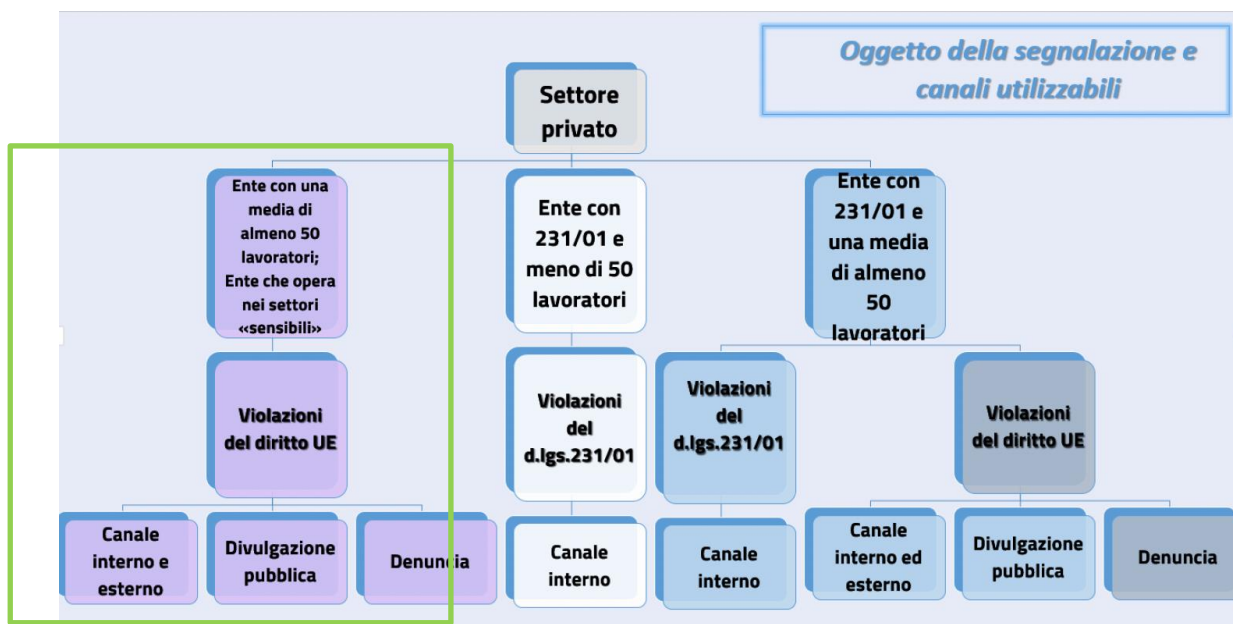 Oggetto della segnalazione e
canali utilizzabili
Settore
privato
Ente con una
media di
almeno 50
lavoratori;
Ente che opera
nei settori
«sensibili»
Ente con
231/01 e
meno di 50
lavoratori
Ente con
231/01 e
una media
di almeno
50
lavoratori
Violazioni
del diritto UE
Violazioni
del
d.lgs.231/01
Violazioni
del
d.lgs.231/01
Violazioni
del diritto UE
Canale
interno e
esterno
Divulgazione
pubblica
Denuncia
Canale
interno
Canale
interno
Canale
interno ed
esterno
Divulgazione
pubblica
Denuncia